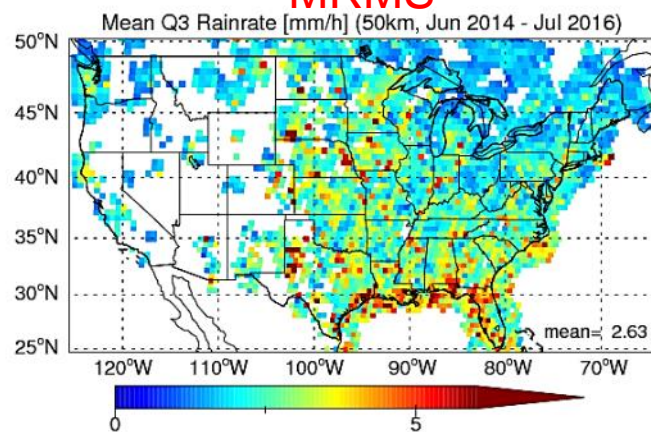 MRMS
Mean Q3 Rainrate [mm/h] (50km, Jun 2014 - Jul 2016)
50°N
45°N
40°N
35°N
30°N
25°N
mean= 2.63
120°W 110°W 100°W 90°W 80°W 70°W
0 5